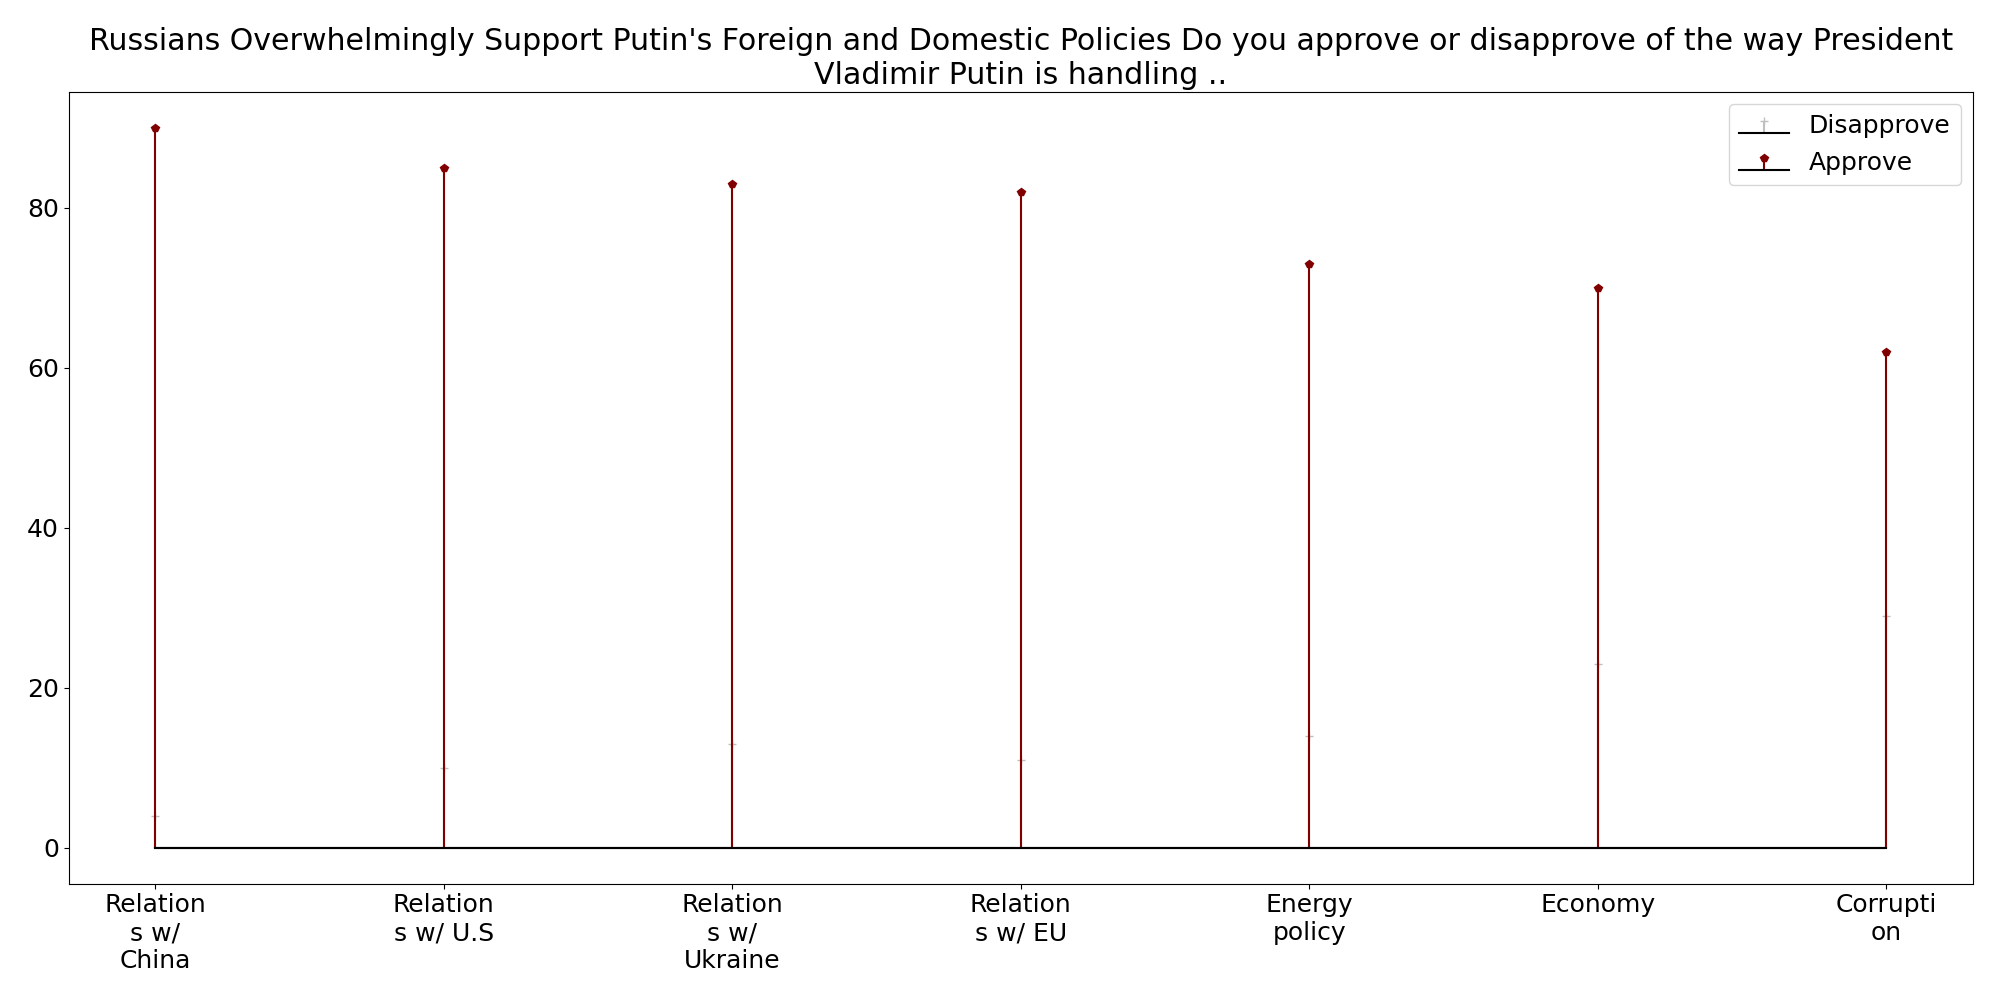 Russians Overwhelmingly Support Putin's Foreign and Domestic Policies Do you approve or disapprove of the way President
Vladimir Putin is handling ..
Disapprove
Approve
80
60
40
20
0
Relation
s w/
China
Relation
s w/ U.S
Relation
s w/
Ukraine
Relation
s w/ EU
Energy
policy
Economy
Corrupti
on